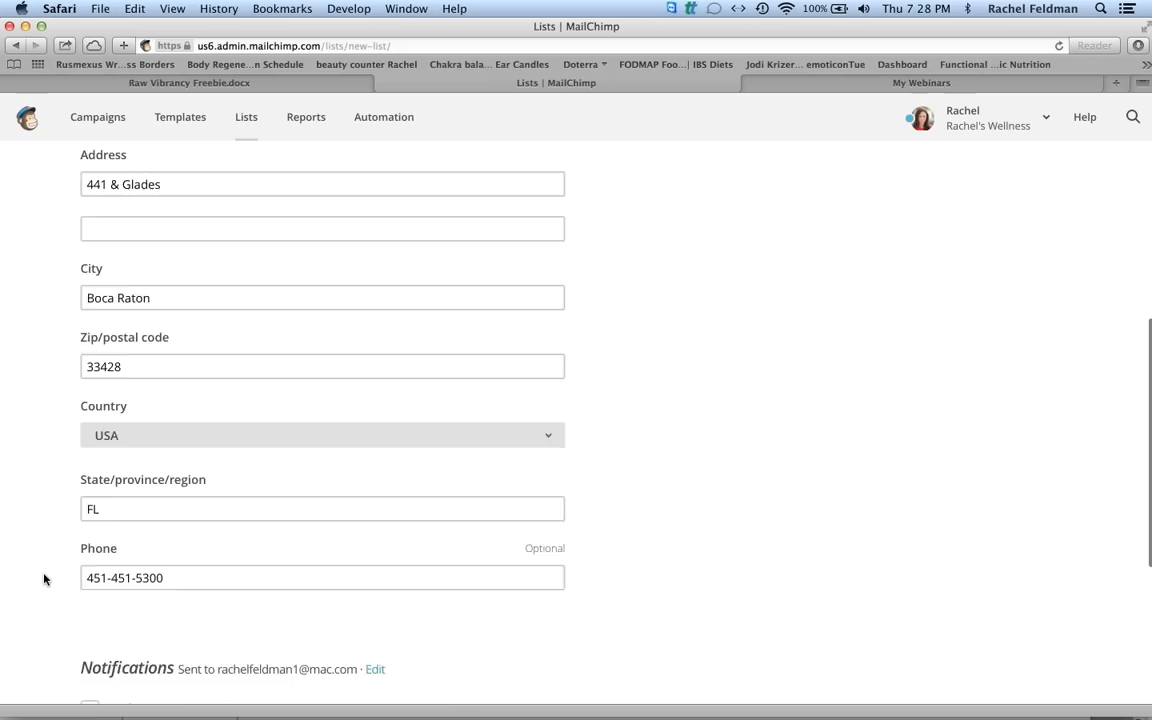 Safari File Edit View History Bookmarks Develop Window Help 100% Thu 7 28 PM Rachel Feldman
Lists | MailChimp
https us6.admin.mailchimp.com/lists/new-list/ Reader
Rusmexus Wr...ss Borders Body Regene...n Schedule beauty counter Rachel Chakra bala... Ear Candles Doterra FODMAP Foo...| IBS Diets Jodi Krizer... emoticonTue Dashboard Functional ...ic Nutrition
Raw Vibrancy Freebie.docx Lists | MailChimp My Webinars
Campaigns Templates Lists Reports Automation Rachel Help
Rachel's Wellness
Address
441 & Glades
City
Boca Raton
Zip/postal code
33428
Country
USA
State/province/region
FL
Phone Optional
451-451-5300
Notifications Sent to rachelfeldman1@mac.com · Edit